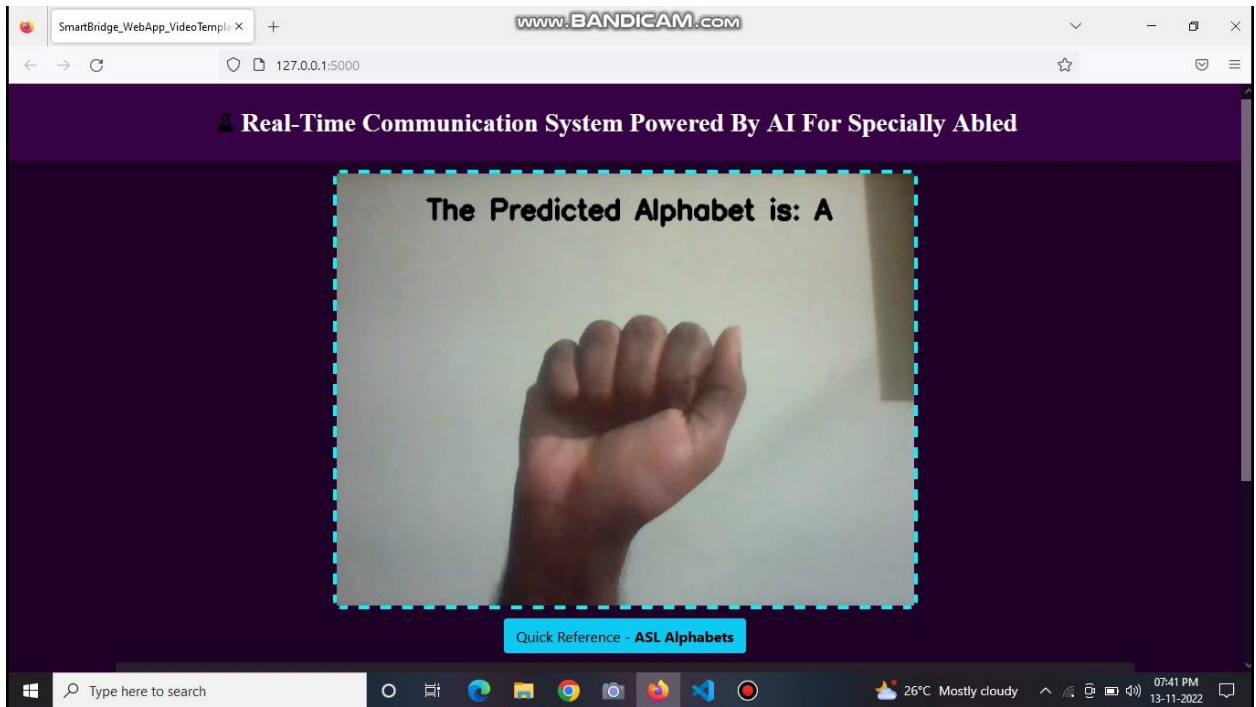 www.BANDICAM.com
SmartBridge_WebApp_VideoTempla
127.0.0.1:5000
Real-Time Communication System Powered By AI For Specially Abled
The Predicted Alphabet is: A
Quick Reference - ASL Alphabets
Type here to search
26°C Mostly cloudy
07:41 PM
13-11-2022